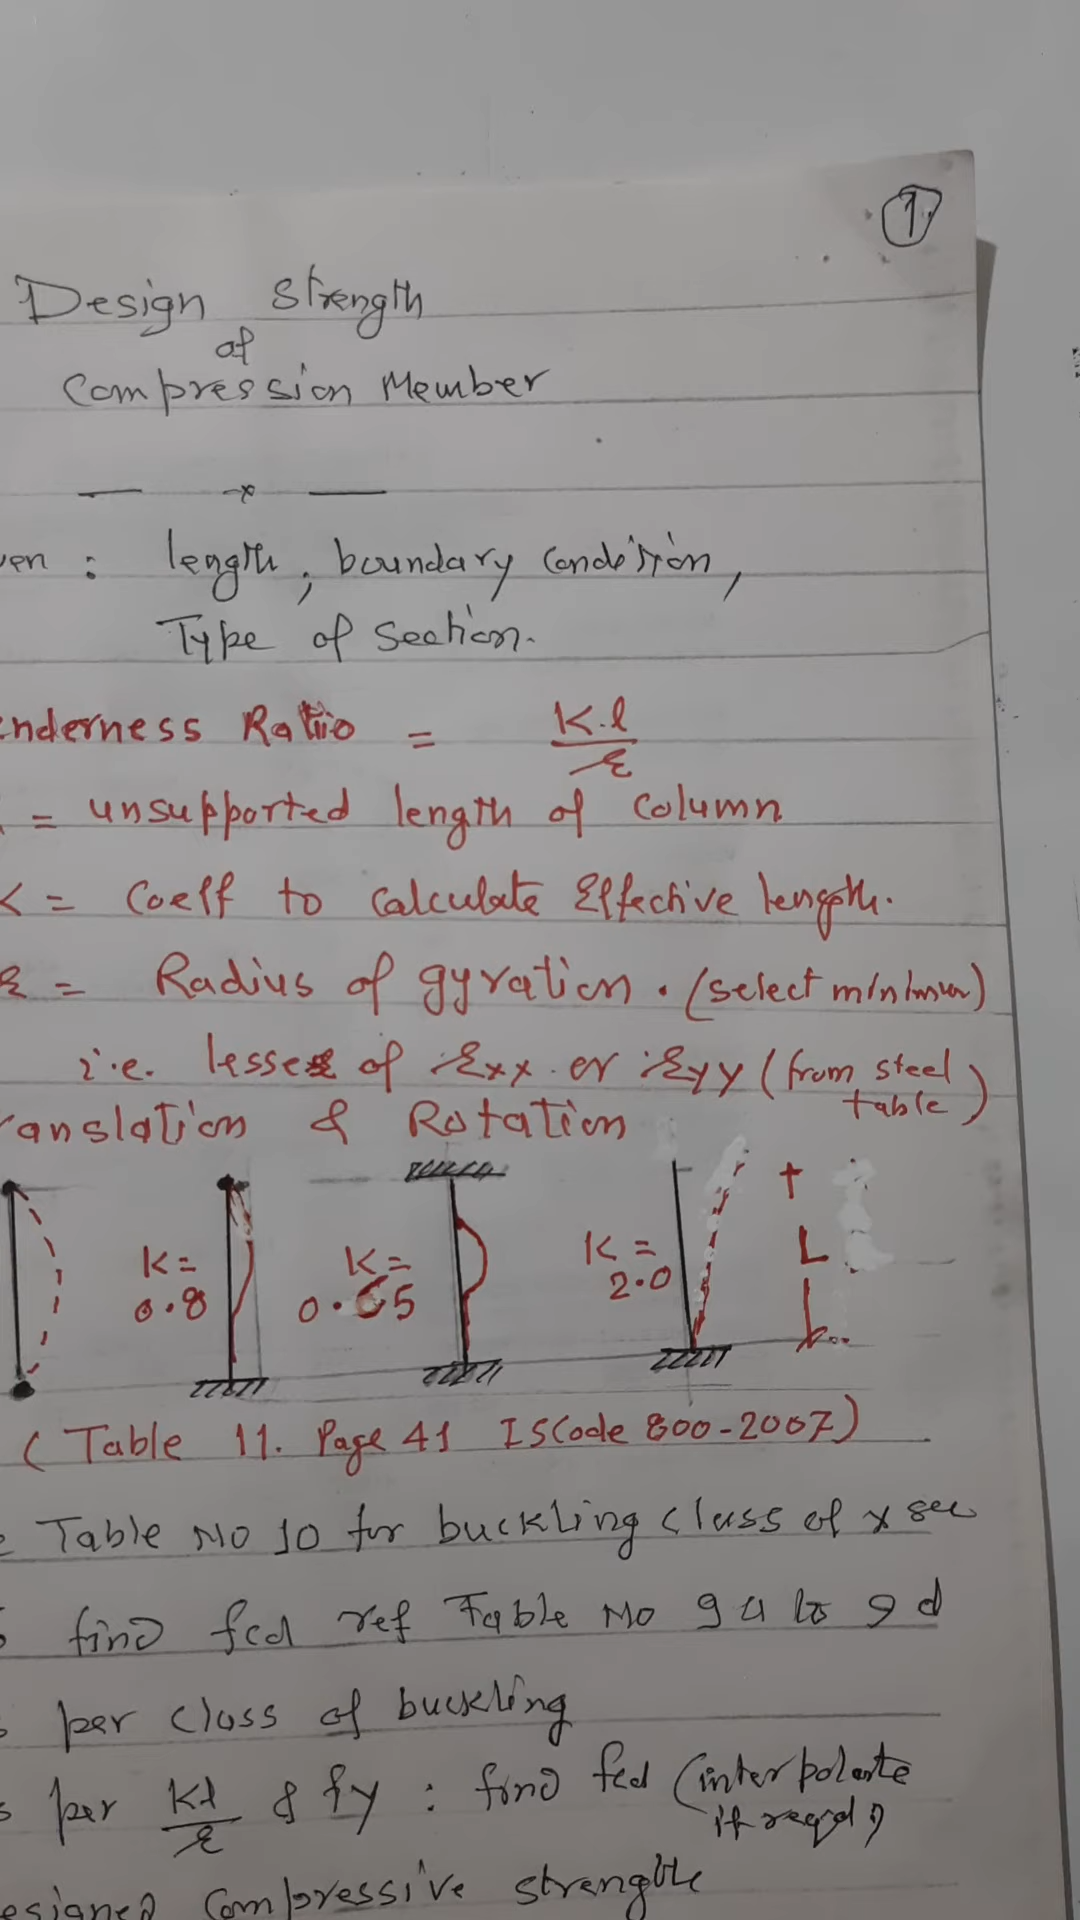 1
Design Strength
of
Compression Member
— x —
ven : length, boundary Condition,
Type of Section.
enderness Ratio = K.l / r
= unsupported length of column
K = Coeff to calculate Effective length.
r = Radius of gyration. (select minimum)
i.e. lesser of rxx or ryy (from steel
table)
ranslation & Rotation
K =
0.8
K =
0.65
K =
2.0
(Table 11. Page 41 IS Code 800-2007)
Table No 10 for buckling class of x sec
find fcd ref Table No 9a to 9d
per class of buckling
per Kl / r & fy : find fcd (interpolate
if reqd)
esigned Compressive strength